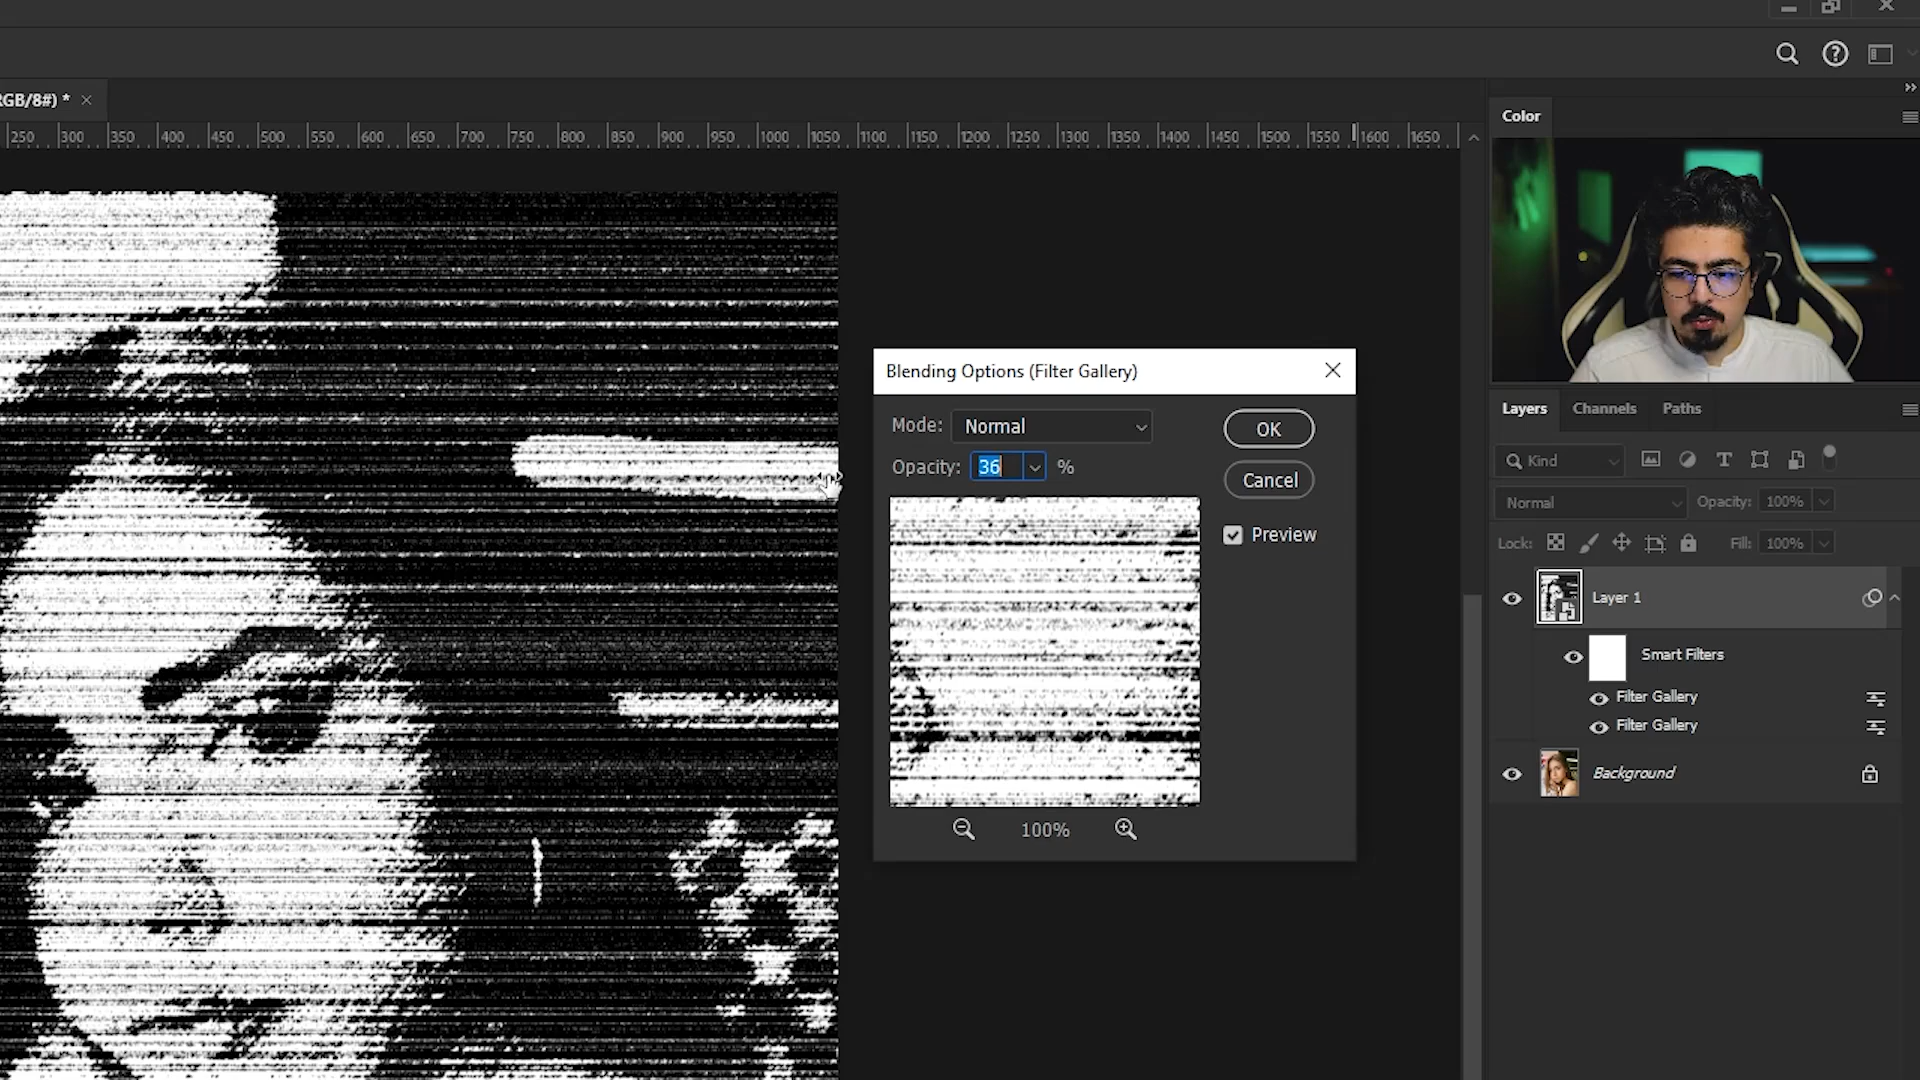 RGB/8#) *
250 300 350 400 450 500 550 600 650 700 750 800 850 900 950 1000 1050 1100 1150 1200 1250 1300 1350 1400 1450 1500 1550 1600 1650
Color
Blending Options (Filter Gallery)
Mode: Normal
OK
Opacity: 36 %
Cancel
Preview
100%
Layers Channels Paths
Kind
Normal Opacity: 100%
Lock: Fill: 100%
Layer 1
Smart Filters
Filter Gallery
Filter Gallery
Background